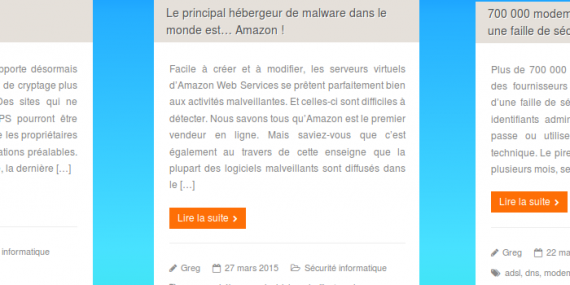 pporte désormais
de cryptage plus
Des sites qui ne
PS pourront être
e les propriétaires
ations préalables.
, la dernière [...]
informatique
Le principal hébergeur de malware dans le
monde est... Amazon !
Facile à créer et à modifier, les serveurs virtuels
d'Amazon Web Services se prêtent parfaitement bien
aux activités malveillantes. Et celles-ci sont difficiles à
détecter. Nous savons tous qu'Amazon est le premier
vendeur en ligne. Mais saviez-vous que c'est
également au travers de cette enseigne que la
plupart des logiciels malveillants sont diffusés dans
le [...]
Lire la suite
Greg 27 mars 2015 Sécurité informatique
700 000 modem
une faille de séc
Plus de 700 000
des fournisseurs
d'une faille de sé
identifiants admir
passe ou utilise
technique. Le pire
plusieurs mois, se
Lire la suite
Greg 22 ma
adsl, dns, modem